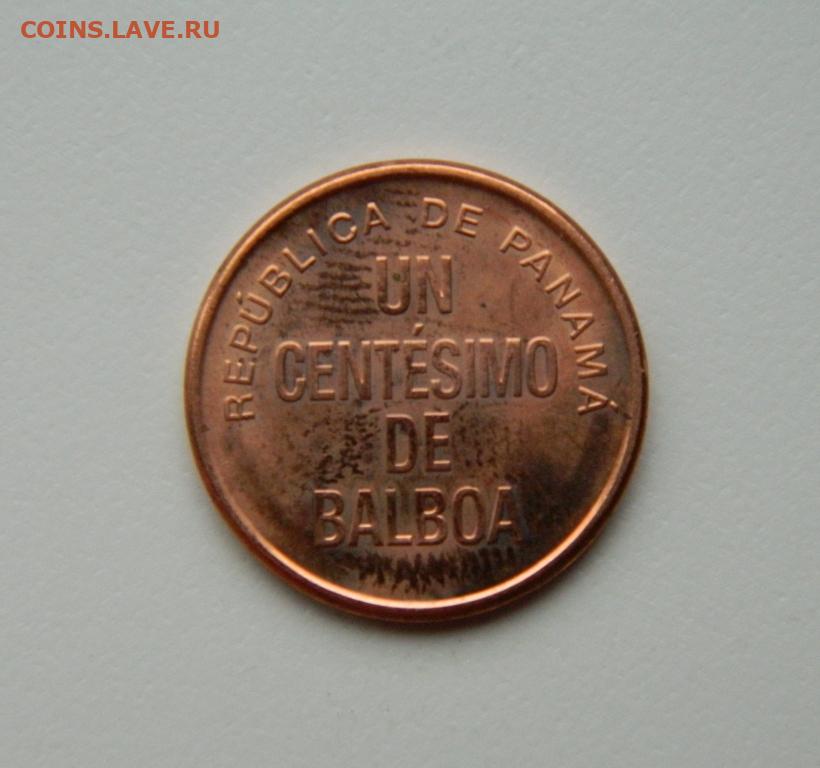 COINS.LAVE.RU
REPÚBLICA DE PANAMÁ
UN
CENTÉSIMO
DE
BALBOA